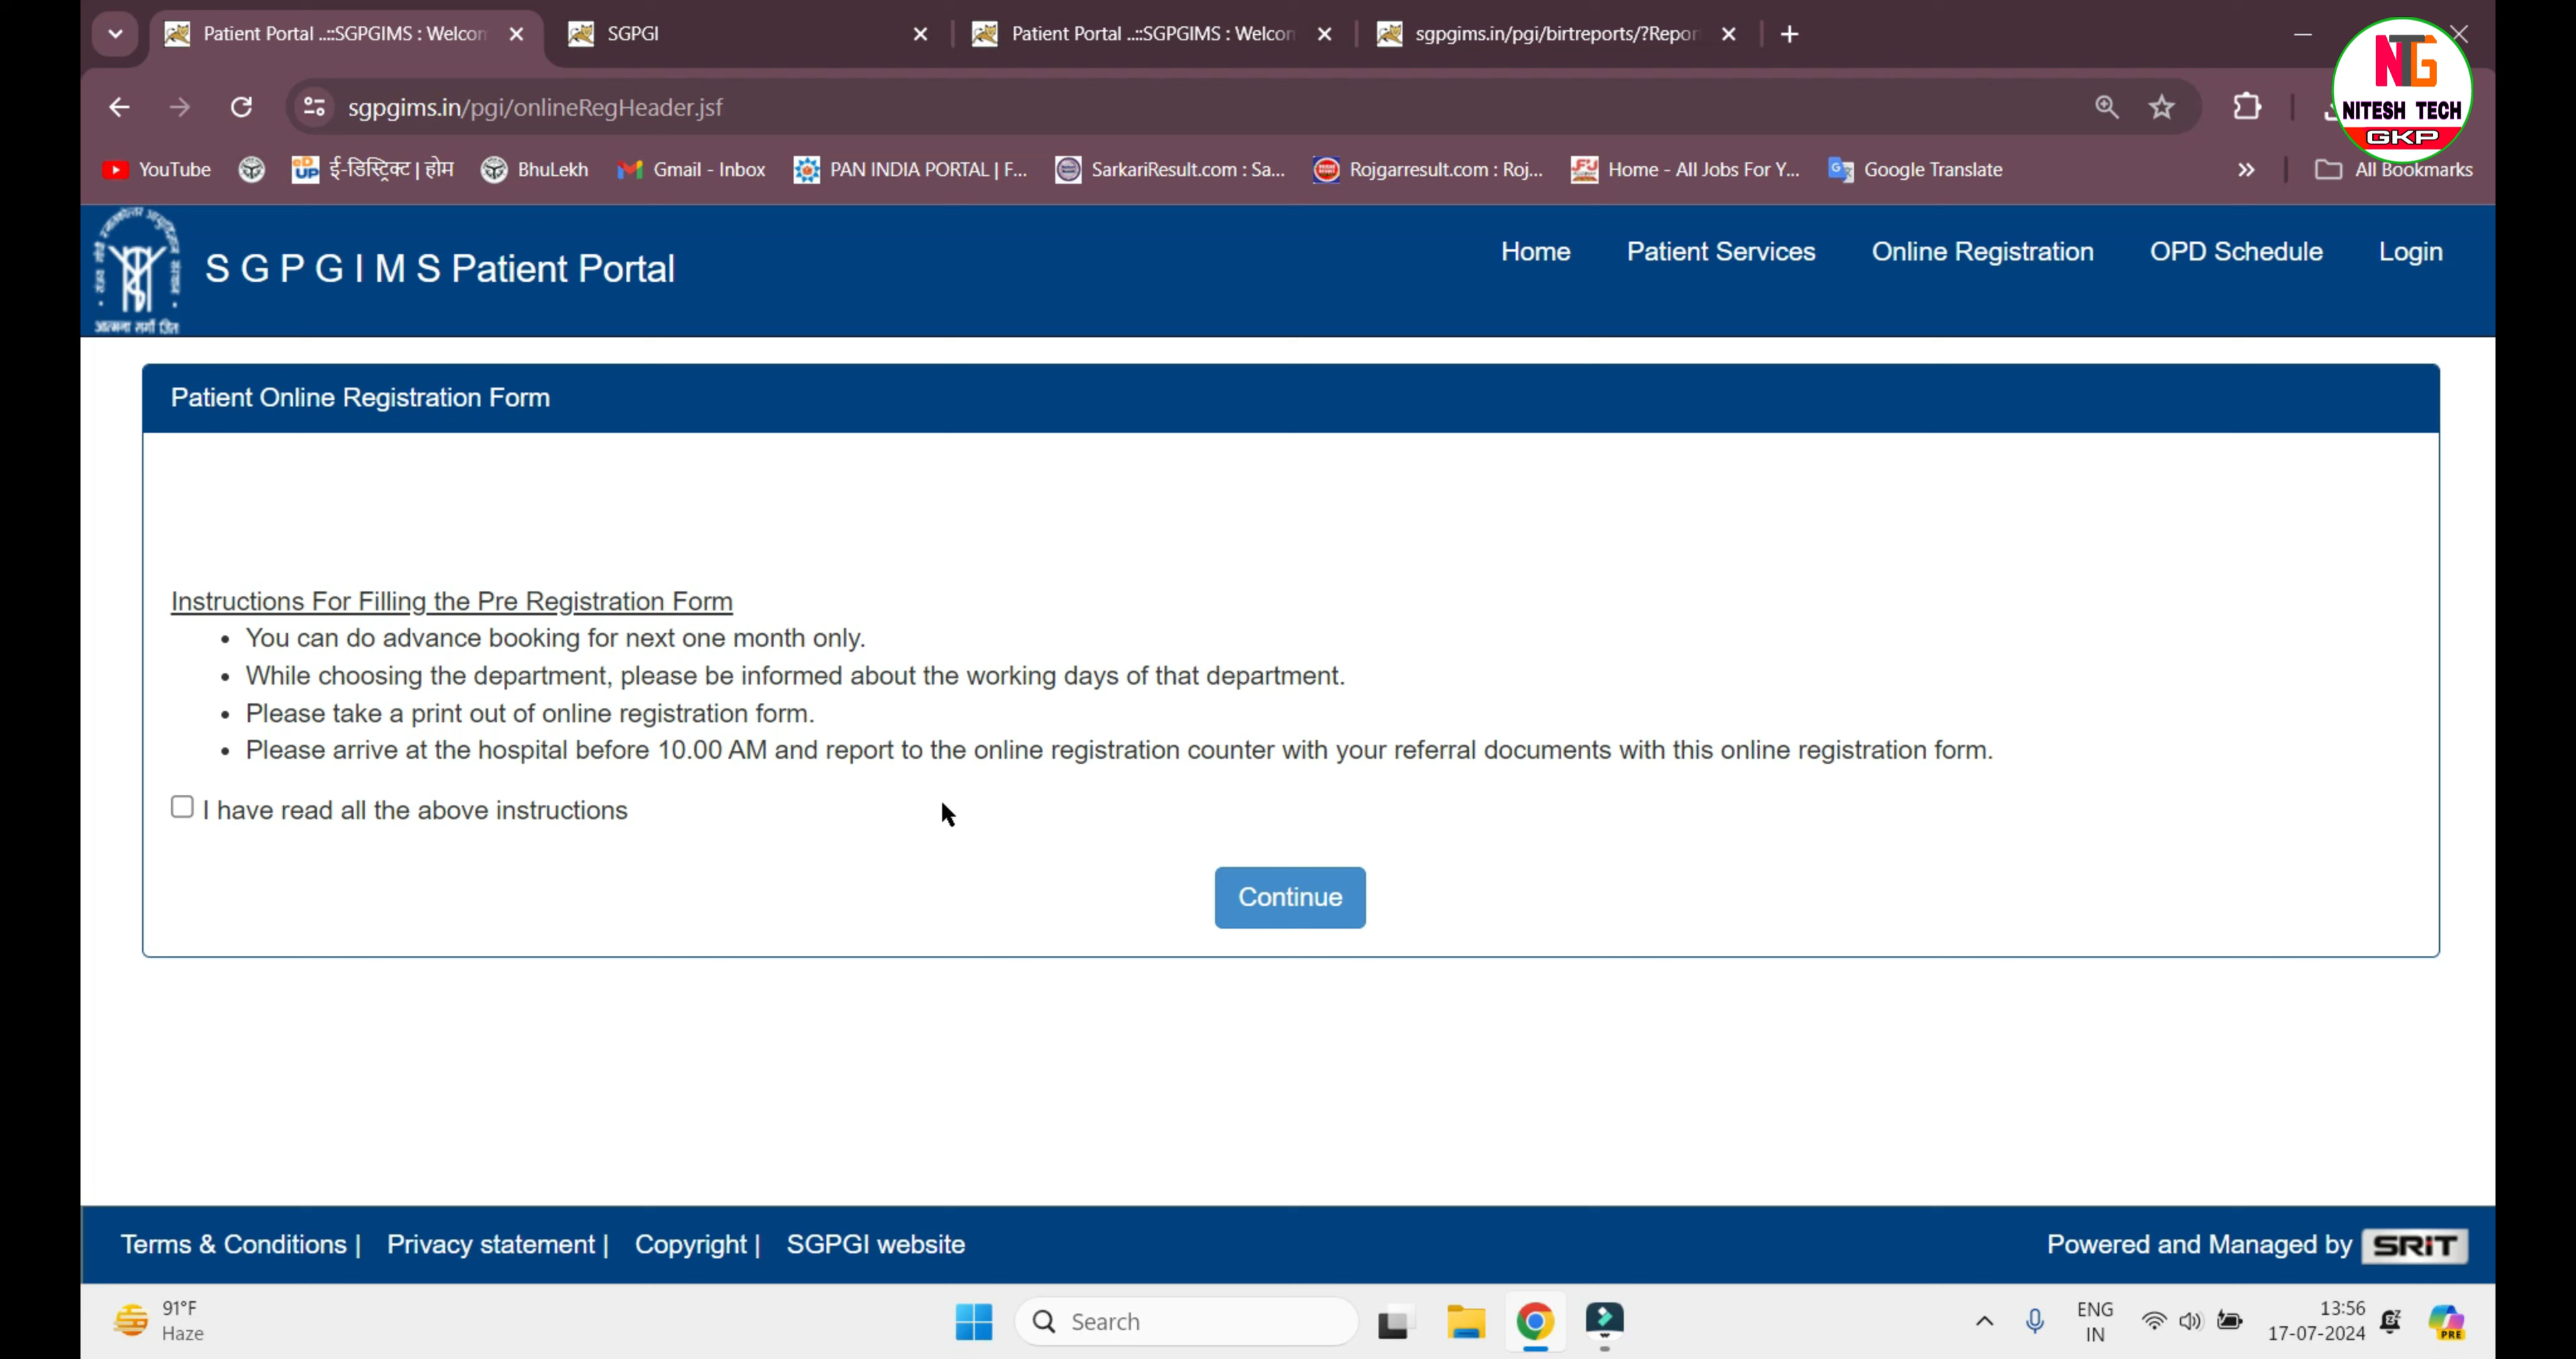 Patient Portal ..::SGPGIMS : Welcon
SGPGI
Patient Portal ..::SGPGIMS : Welcon
sgpgims.in/pgi/birtreports/?Repor
sgpgims.in/pgi/onlineRegHeader.jsf
NTG
NITESH TECH
GKP
YouTube
eD UP ई-डिस्ट्रिक्ट | होम
BhuLekh
Gmail - Inbox
PAN INDIA PORTAL | F...
SarkariResult.com : Sa...
Rojgarresult.com : Roj...
Home - All Jobs For Y...
Google Translate
All Bookmarks
S G P G I M S Patient Portal
Home
Patient Services
Online Registration
OPD Schedule
Login
Patient Online Registration Form
Instructions For Filling the Pre Registration Form
• You can do advance booking for next one month only.
• While choosing the department, please be informed about the working days of that department.
• Please take a print out of online registration form.
• Please arrive at the hospital before 10.00 AM and report to the online registration counter with your referral documents with this online registration form.
I have read all the above instructions
Continue
Terms & Conditions | Privacy statement | Copyright | SGPGI website
Powered and Managed by SRiT
91°F
Haze
Search
ENG
IN
13:56
17-07-2024
PRE